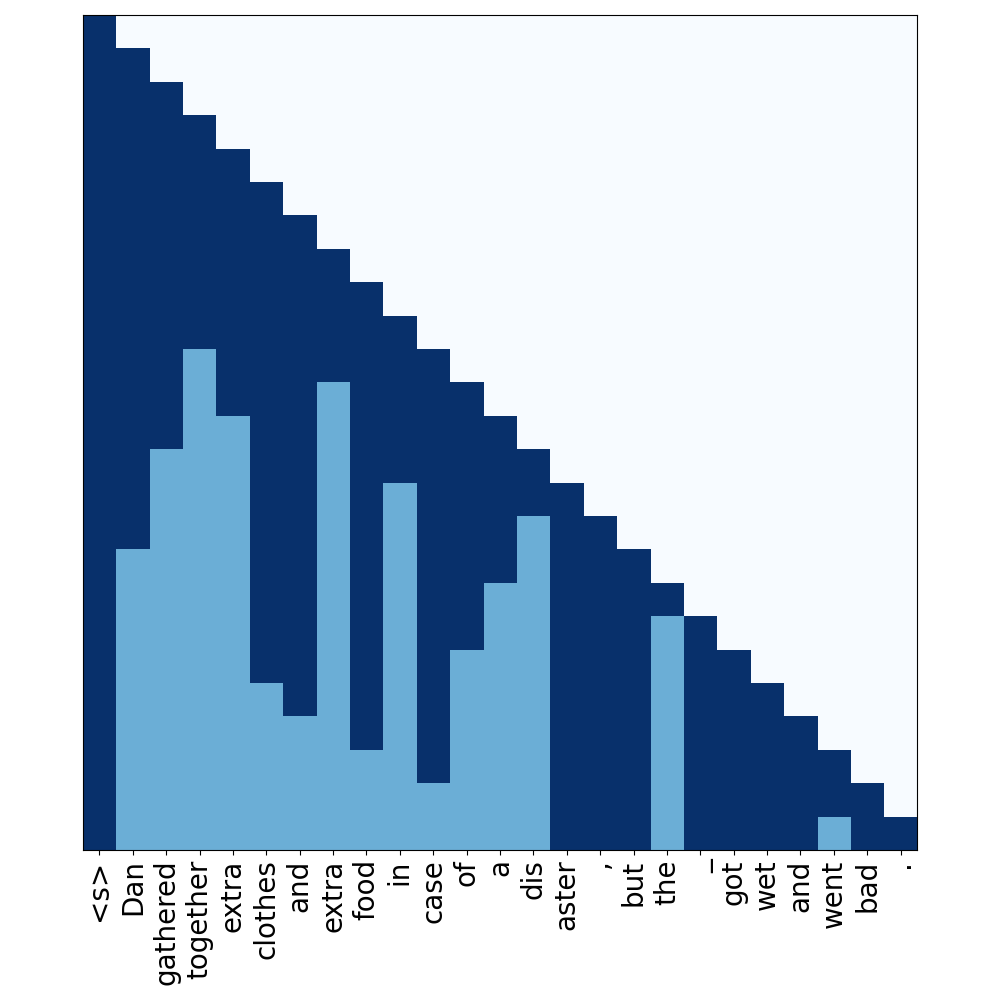 <s>
Dan
gathered
together
extra
clothes
and
extra
food
in
case
of
a
dis
aster
,
but
the
_
got
wet
and
went
bad
.